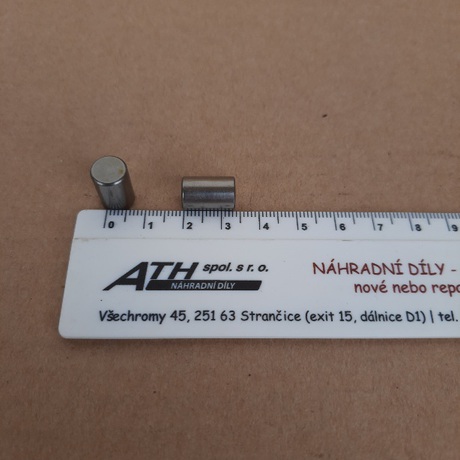 0 1 2 3 4 5 6 7 8 9
ATH spol. s r. o. NÁHRADNÍ DÍLY -
NÁHRADNÍ DÍLY nové nebo repo
Všechromy 45, 251 63 Strančice (exit 15, dálnice D1) | tel.